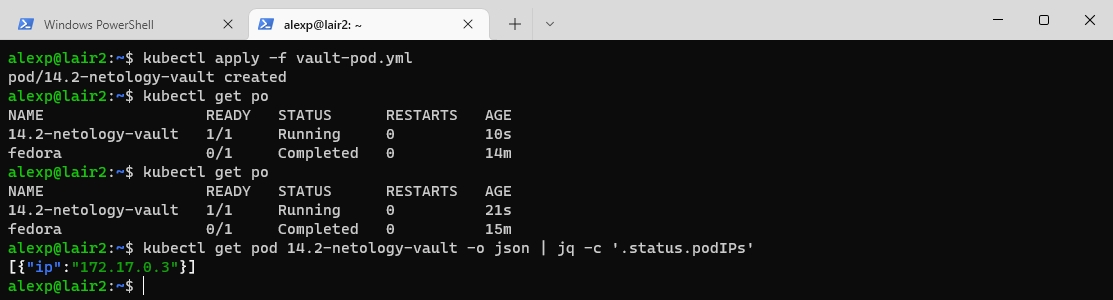 Windows PowerShell
alexp@lair2: ~
alexp@lair2:~$ kubectl apply -f vault-pod.yml
pod/14.2-netology-vault created
alexp@lair2:~$ kubectl get po
NAME                  READY   STATUS      RESTARTS   AGE
14.2-netology-vault   1/1     Running     0          10s
fedora                0/1     Completed   0          14m
alexp@lair2:~$ kubectl get po
NAME                  READY   STATUS      RESTARTS   AGE
14.2-netology-vault   1/1     Running     0          21s
fedora                0/1     Completed   0          15m
alexp@lair2:~$ kubectl get pod 14.2-netology-vault -o json | jq -c '.status.podIPs'
[{"ip":"172.17.0.3"}]
alexp@lair2:~$